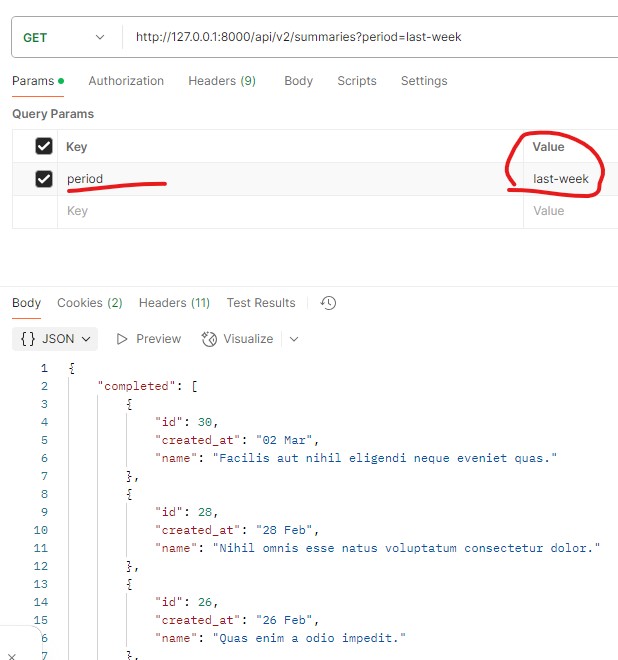 GET http://127.0.0.1:8000/api/v2/summaries?period=last-week
Params Authorization Headers (9) Body Scripts Settings
Query Params
Key Value
period last-week
Key Value
Body Cookies (2) Headers (11) Test Results
{ } JSON Preview Visualize
1 {
2 "completed": [
3 {
4 "id": 30,
5 "created_at": "02 Mar",
6 "name": "Facilis aut nihil eligendi neque eveniet quas."
7 },
8 {
9 "id": 28,
10 "created_at": "28 Feb",
11 "name": "Nihil omnis esse natus voluptatum consectetur dolor."
12 },
13 {
14 "id": 26,
15 "created_at": "26 Feb",
6 "name": "Quas enim a odio impedit."
7 },